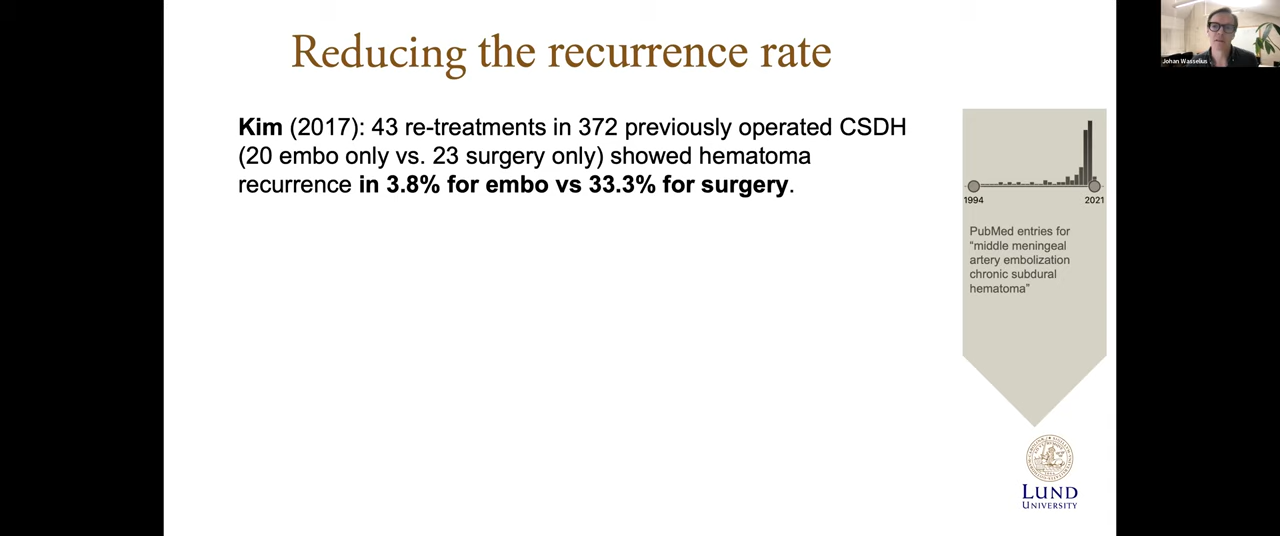 Reducing the recurrence rate
Kim (2017): 43 re-treatments in 372 previously operated CSDH
(20 embo only vs. 23 surgery only) showed hematoma
recurrence in 3.8% for embo vs 33.3% for surgery.
1994 2021
PubMed entries for
“middle meningeal
artery embolization
chronic subdural
hematoma”
LUND
UNIVERSITY
Johan Wasselius